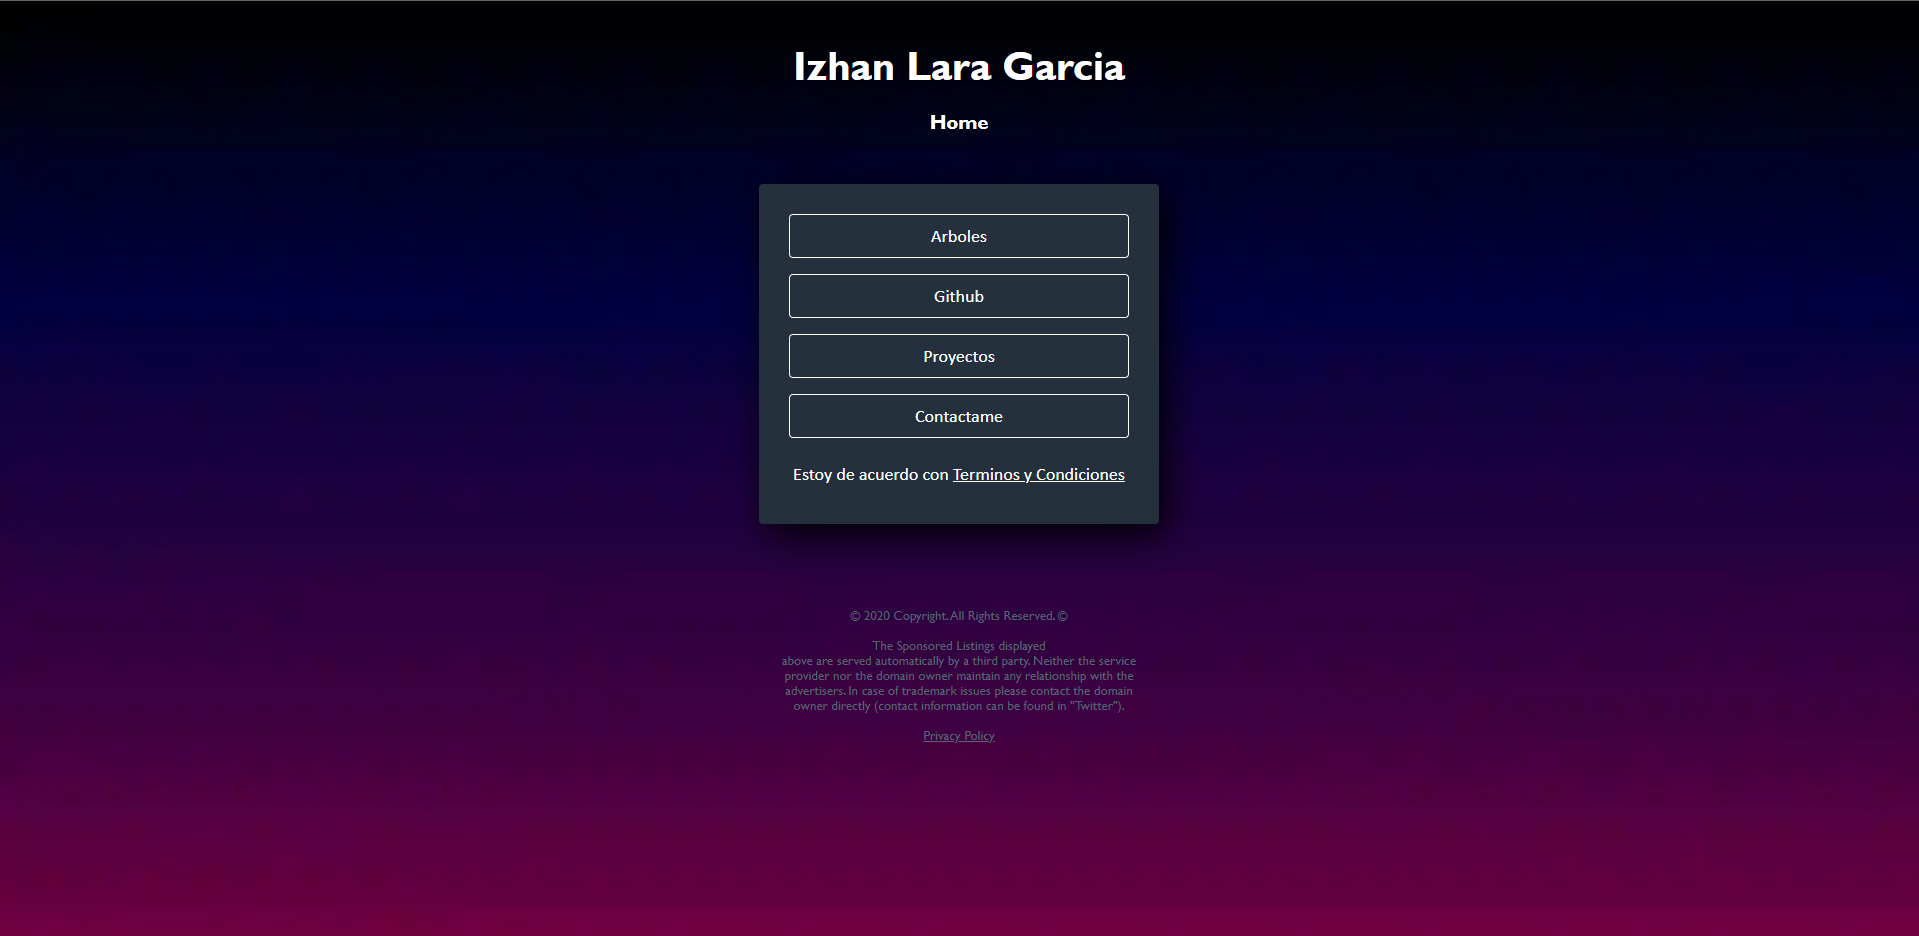 Izhan Lara Garcia
Home
Arboles
Github
Proyectos
Contactame
Estoy de acuerdo con Terminos y Condiciones
© 2020 Copyright. All Rights Reserved. ©
The Sponsored Listings displayed
above are served automatically by a third party. Neither the service
provider nor the domain owner maintain any relationship with the
advertisers. In case of trademark issues please contact the domain
owner directly (contact information can be found in "Twitter").
Privacy Policy